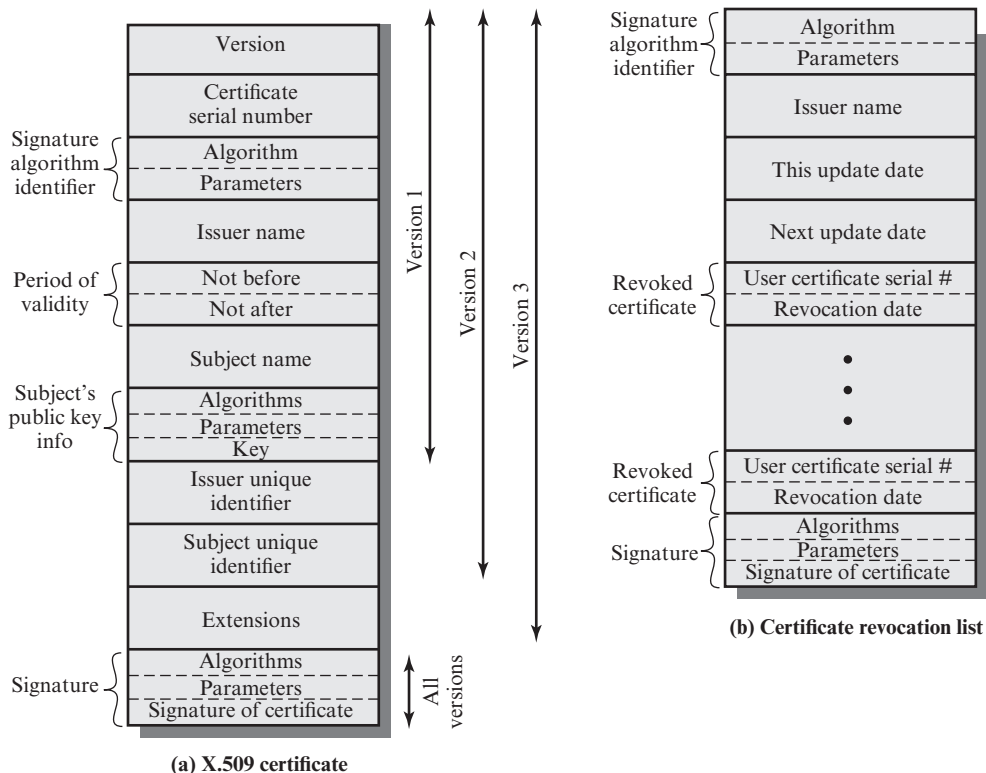 Version
Certificate
serial number
Signature
algorithm
identifier
Algorithm
Parameters
Issuer name
Period of
validity
Not before
Not after
Subject name
Subject's
public key
info
Algorithms
Parameters
Key
Issuer unique
identifier
Subject unique
identifier
Extensions
Signature
Algorithms
Parameters
Signature of certificate
Version 1
Version 2
Version 3
All
versions
(a) X.509 certificate
Signature
algorithm
identifier
Algorithm
Parameters
Issuer name
This update date
Next update date
Revoked
certificate
User certificate serial #
Revocation date
Revoked
certificate
User certificate serial #
Revocation date
Signature
Algorithms
Parameters
Signature of certificate
(b) Certificate revocation list